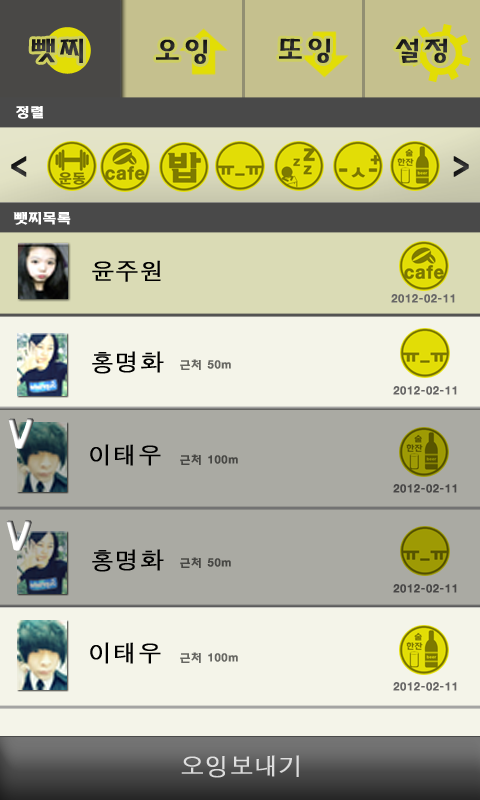 뺏찌 오잉 또잉 설정
정렬
< 운동 cafe 밥 ㅠ_ㅠ z z Z -ㅅ-+ 술한잔 >
뺏찌목록
윤주원 cafe
2012-02-11
홍명화 근처 50m ㅠ_ㅠ
2012-02-11
V 이태우 근처 100m 술한잔
2012-02-11
V 홍명화 근처 50m ㅠ_ㅠ
2012-02-11
이태우 근처 100m 술한잔
2012-02-11
오잉보내기